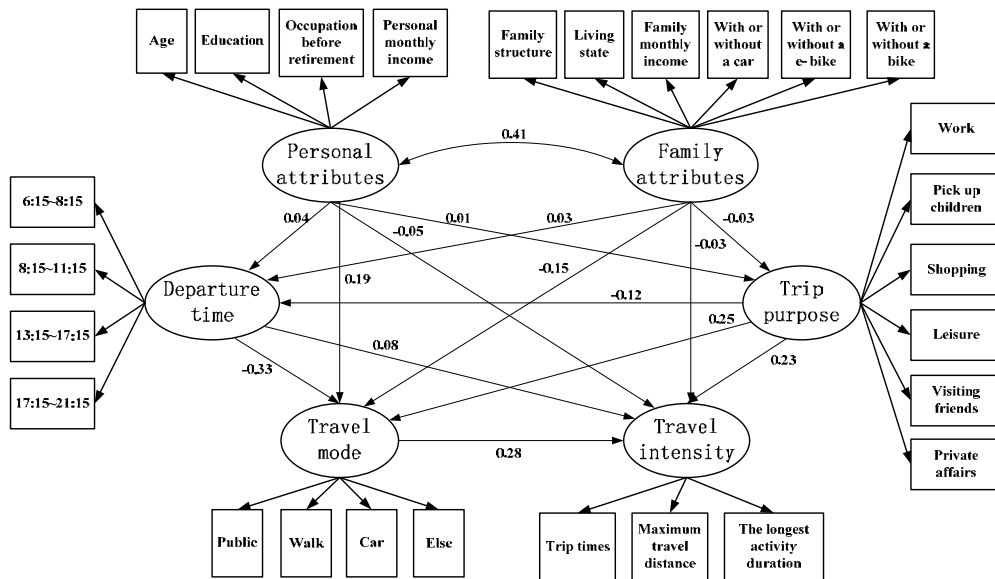 Age
Education
Occupation
before
retirement
Personal
monthly
income
Family
structure
Living
state
Family
monthly
income
With or
without
a car
With or
without a
e- bike
With or
without a
bike
0.41
Personal
attributes
Family
attributes
Work
Pick up
children
Shopping
Leisure
Visiting
friends
Private
affairs
6:15~8:15
8:15~11:15
13:15~17:15
17:15~21:15
0.04
-0.05
0.01
0.03
-0.03
-0.03
0.19
-0.15
-0.12
0.25
0.08
-0.33
0.23
Departure
time
Trip
purpose
Travel
mode
Travel
intensity
0.28
Public
Walk
Car
Else
Trip times
Maximum
travel
distance
The longest
activity
duration